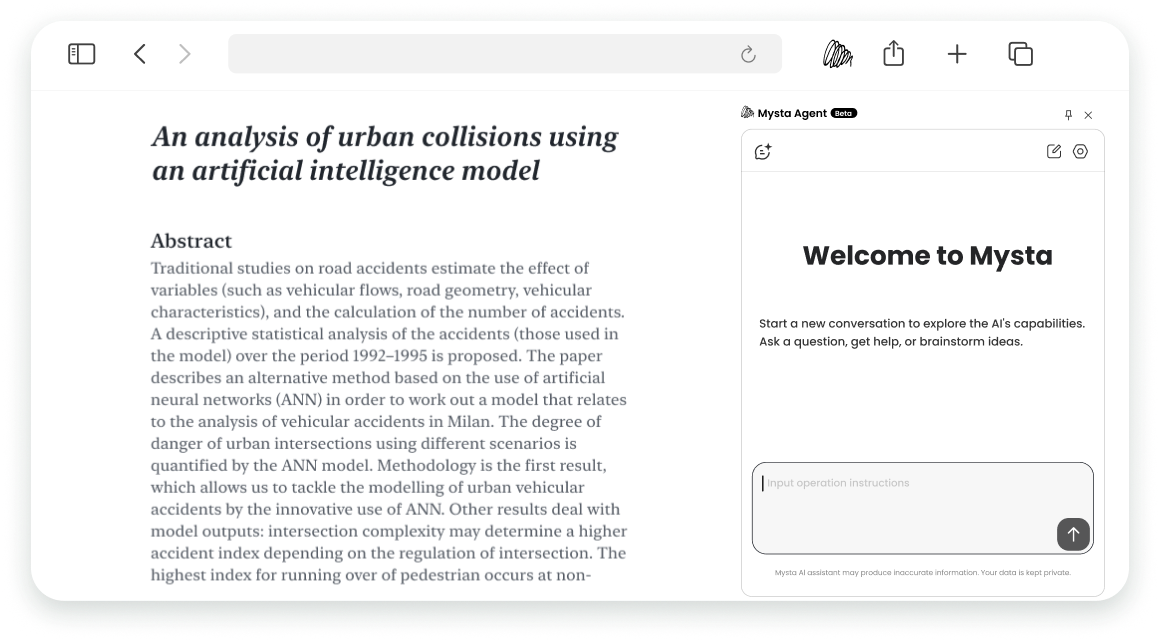 An analysis of urban collisions using
an artificial intelligence model
Abstract
Traditional studies on road accidents estimate the effect of
variables (such as vehicular flows, road geometry, vehicular
characteristics), and the calculation of the number of accidents.
A descriptive statistical analysis of the accidents (those used in
the model) over the period 1992–1995 is proposed. The paper
describes an alternative method based on the use of artificial
neural networks (ANN) in order to work out a model that relates
to the analysis of vehicular accidents in Milan. The degree of
danger of urban intersections using different scenarios is
quantified by the ANN model. Methodology is the first result,
which allows us to tackle the modelling of urban vehicular
accidents by the innovative use of ANN. Other results deal with
model outputs: intersection complexity may determine a higher
accident index depending on the regulation of intersection. The
highest index for running over of pedestrian occurs at non-
Mysta Agent Beta
Welcome to Mysta
Start a new conversation to explore the AI's capabilities.
Ask a question, get help, or brainstorm ideas.
Input operation instructions
Mysta AI assistant may produce inaccurate information. Your data is kept private.